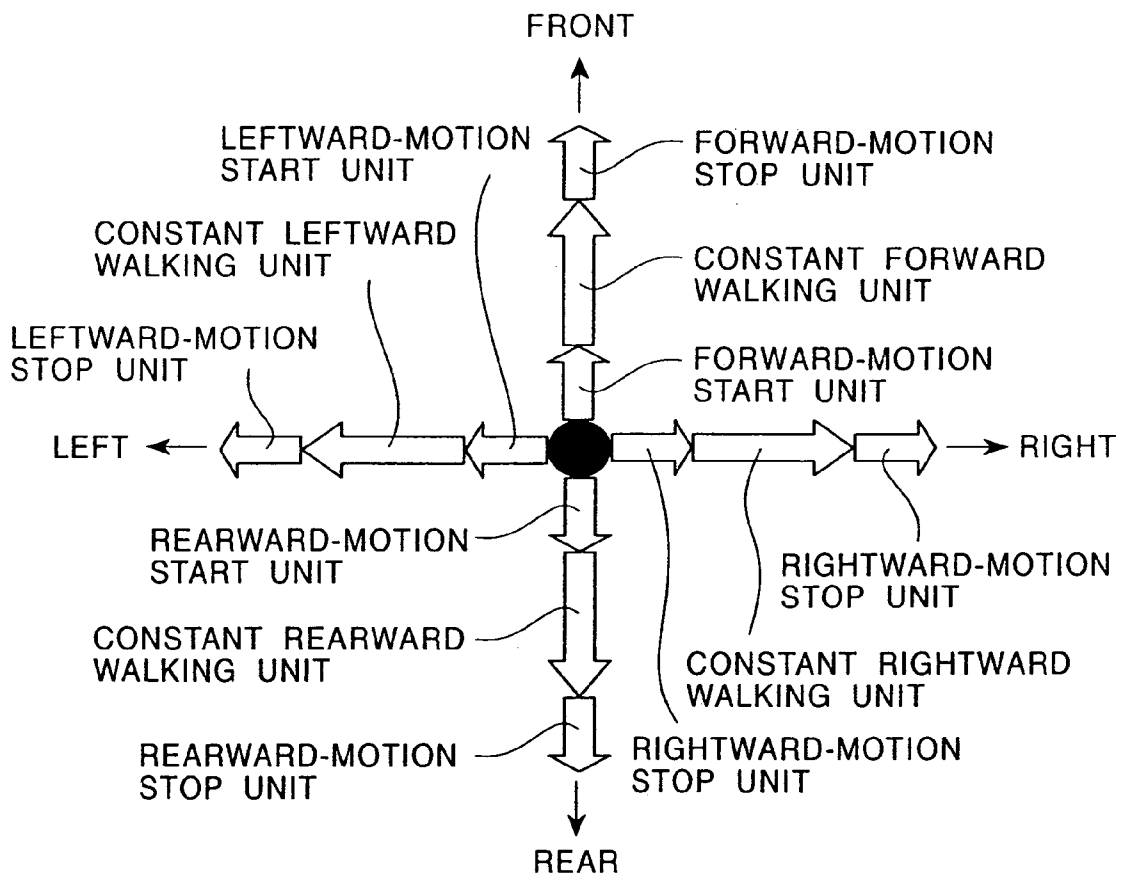 FRONT
LEFTWARD-MOTION
START UNIT
FORWARD-MOTION
STOP UNIT
CONSTANT LEFTWARD
WALKING UNIT
CONSTANT FORWARD
WALKING UNIT
LEFTWARD-MOTION
STOP UNIT
FORWARD-MOTION
START UNIT
LEFT
RIGHT
REARWARD-MOTION
START UNIT
RIGHTWARD-MOTION
STOP UNIT
CONSTANT REARWARD
WALKING UNIT
CONSTANT RIGHTWARD
WALKING UNIT
REARWARD-MOTION
STOP UNIT
RIGHTWARD-MOTION
STOP UNIT
REAR